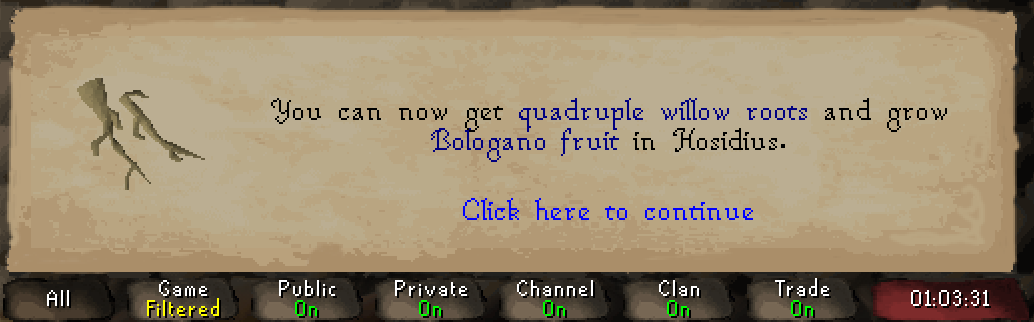 You can now get quadruple willow roots and grow
Bologano fruit in Hosidius.
Click here to continue
All
Game
Filtered
Public
On
Private
On
Channel
On
Clan
On
Trade
On
01:03:31